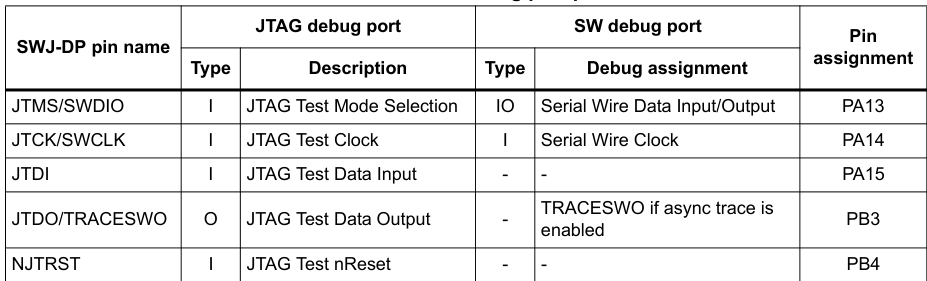 SWJ-DP pin name JTAG debug port SW debug port Pin assignment
Type Description Type Debug assignment
JTMS/SWDIO I JTAG Test Mode Selection IO Serial Wire Data Input/Output PA13
JTCK/SWCLK I JTAG Test Clock I Serial Wire Clock PA14
JTDI I JTAG Test Data Input - - PA15
JTDO/TRACESWO O JTAG Test Data Output - TRACESWO if async trace is enabled PB3
NJTRST I JTAG Test nReset - - PB4